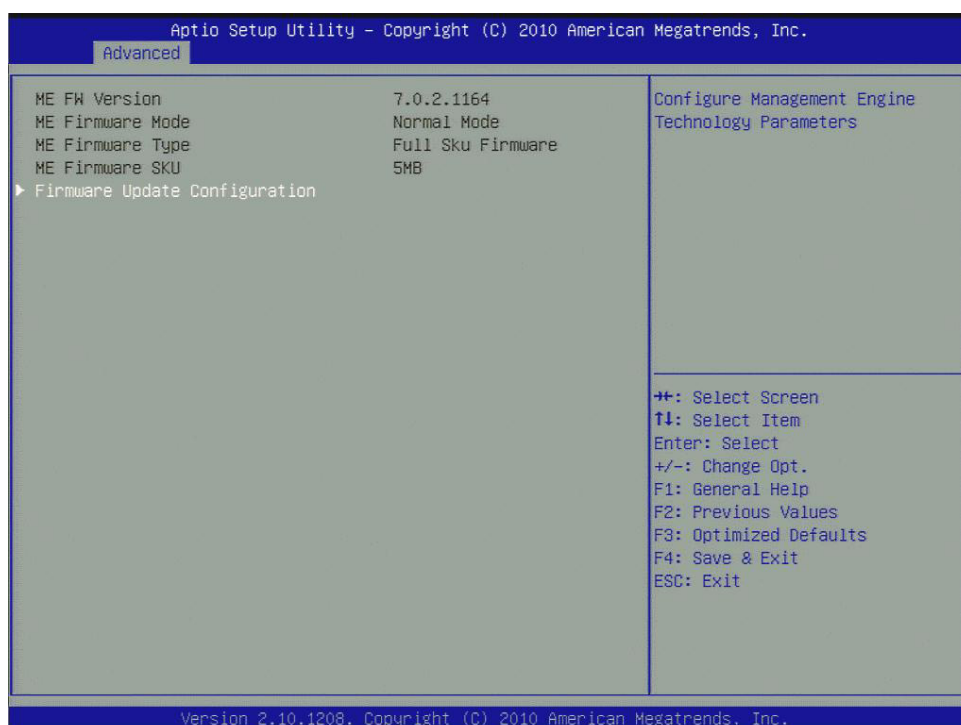 Aptio Setup Utility – Copyright (C) 2010 American Megatrends, Inc.
Advanced
ME FW Version 7.0.2.1164
ME Firmware Mode Normal Mode
ME Firmware Type Full Sku Firmware
ME Firmware SKU 5MB
▶ Firmware Update Configuration
Configure Management Engine
Technology Parameters
→←: Select Screen
↑↓: Select Item
Enter: Select
+/-: Change Opt.
F1: General Help
F2: Previous Values
F3: Optimized Defaults
F4: Save & Exit
ESC: Exit
Version 2.10.1208. Copyright (C) 2010 American Megatrends, Inc.